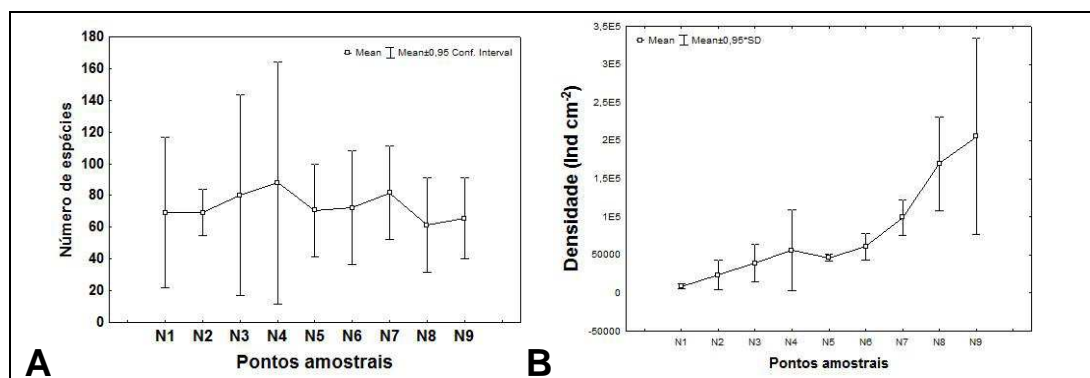 180
160
140
120
100
80
60
40
20
0
Número de espécies
Mean Mean±0,95 Conf. Interval
N1 N2 N3 N4 N5 N6 N7 N8 N9
Pontos amostrais
A
3,5E5
3E5
2,5E5
2E5
1,5E5
1E5
50000
0
-50000
Densidade (Ind cm-2)
Mean Mean±0,95*SD
N1 N2 N3 N4 N5 N6 N7 N8 N9
Pontos amostrais
B